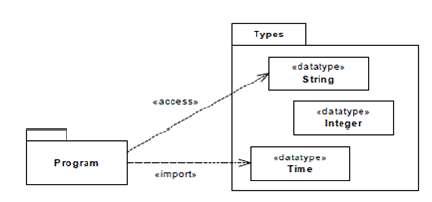 Types
«datatype»
String
«access»
«datatype»
Integer
Program
«datatype»
Time
«import»